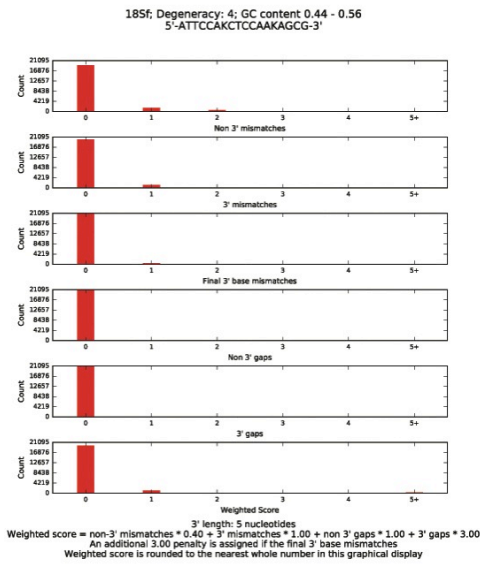 18Sf; Degeneracy: 4; GC content 0.44 - 0.56
5'-ATTCCAKCTCCAAKAGCG-3'
21095
16876
12657
8438
4219
0
Count
0 1 2 3 4 5+
Non 3' mismatches
21095
16876
12657
8438
4219
0
Count
0 1 2 3 4 5+
3' mismatches
21095
16876
12657
8438
4219
0
Count
0 1 2 3 4 5+
Final 3' base mismatches
21095
16876
12657
8438
4219
0
Count
0 1 2 3 4 5+
Non 3' gaps
21095
16876
12657
8438
4219
0
Count
0 1 2 3 4 5+
3' gaps
21095
16876
12657
8438
4219
0
Count
0 1 2 3 4 5+
Weighted Score
3' length: 5 nucleotides
Weighted score = non-3' mismatches * 0.40 + 3' mismatches * 1.00 + non 3' gaps * 1.00 + 3' gaps * 3.00
An additional 3.00 penalty is assigned if the final 3' base mismatches
Weighted score is rounded to the nearest whole number in this graphical display